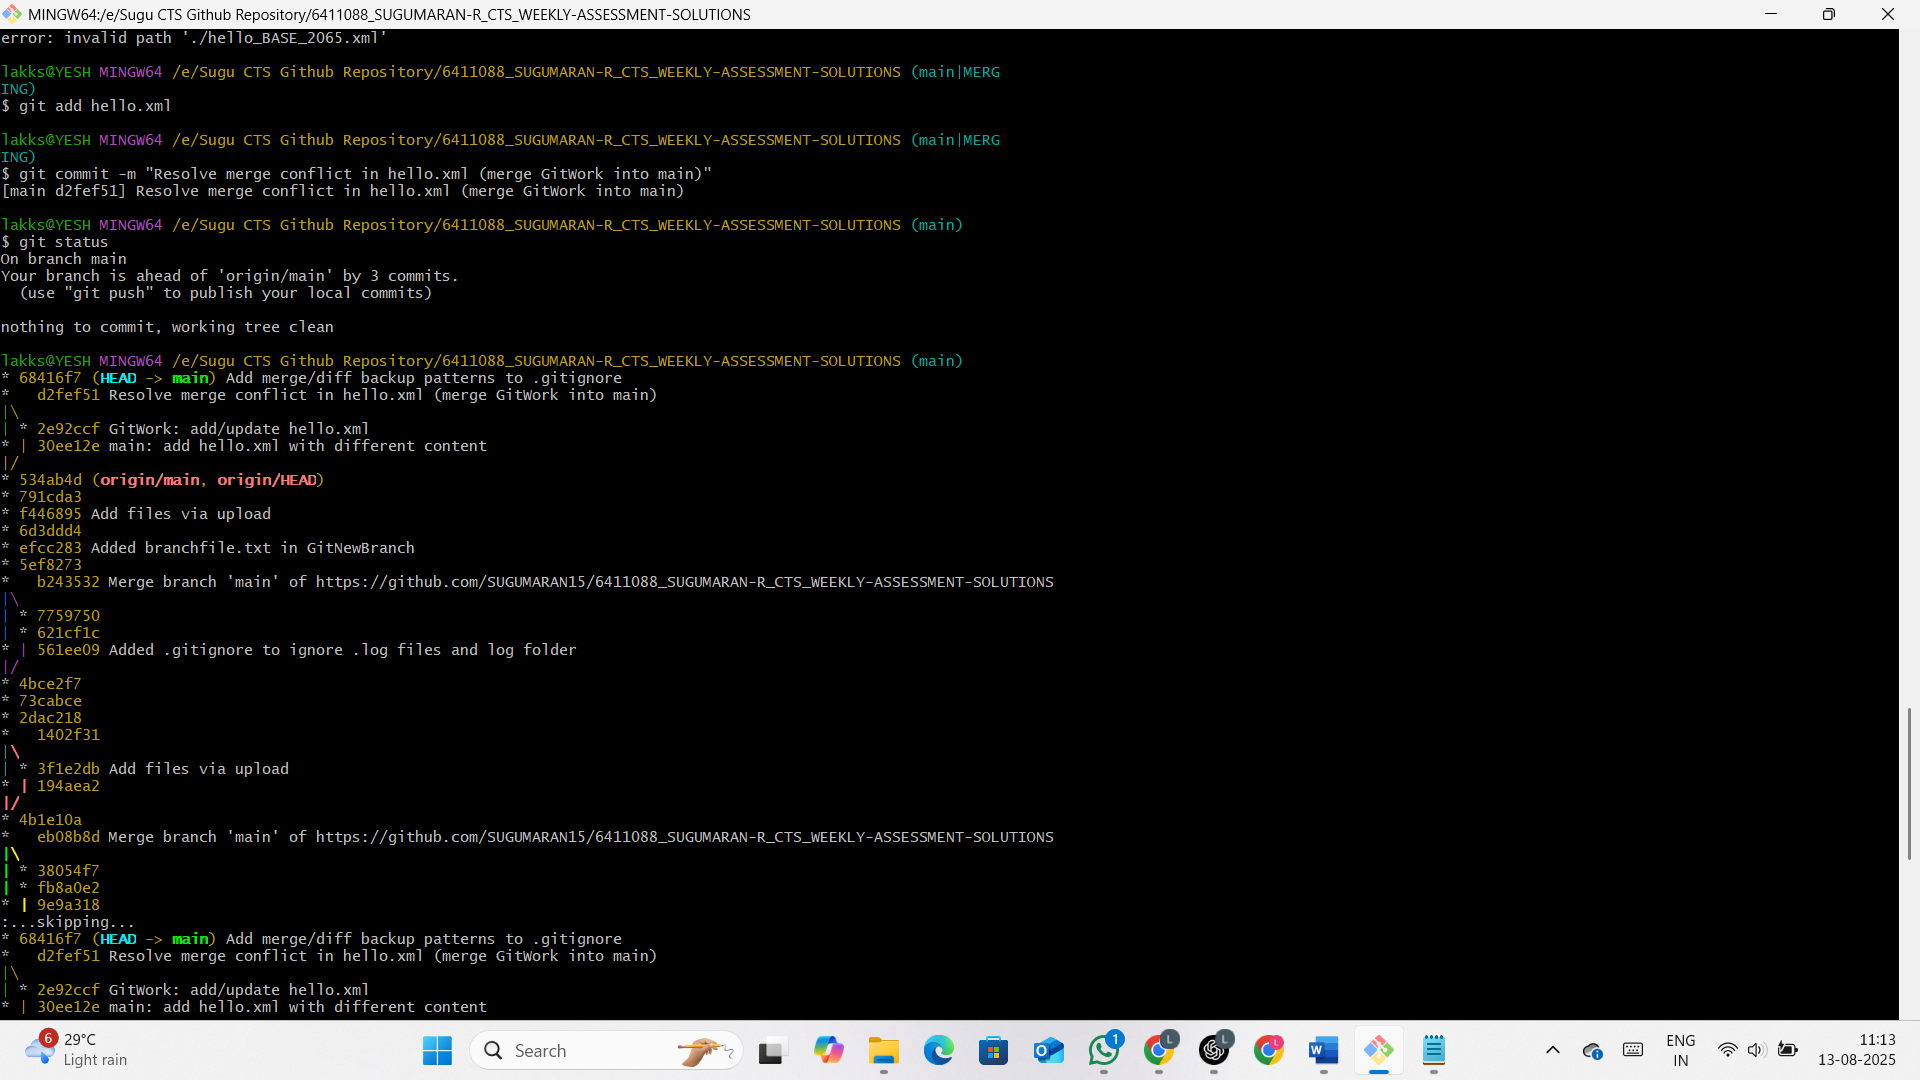 MINGW64:/e/Sugu CTS Github Repository/6411088_SUGUMARAN-R_CTS_WEEKLY-ASSESSMENT-SOLUTIONS
error: invalid path './hello_BASE_2065.xml'
lakks@YESH MINGW64 /e/Sugu CTS Github Repository/6411088_SUGUMARAN-R_CTS_WEEKLY-ASSESSMENT-SOLUTIONS (main|MERG
ING)
$ git add hello.xml
lakks@YESH MINGW64 /e/Sugu CTS Github Repository/6411088_SUGUMARAN-R_CTS_WEEKLY-ASSESSMENT-SOLUTIONS (main|MERG
ING)
$ git commit -m "Resolve merge conflict in hello.xml (merge GitWork into main)"
[main d2fef51] Resolve merge conflict in hello.xml (merge GitWork into main)
lakks@YESH MINGW64 /e/Sugu CTS Github Repository/6411088_SUGUMARAN-R_CTS_WEEKLY-ASSESSMENT-SOLUTIONS (main)
$ git status
On branch main
Your branch is ahead of 'origin/main' by 3 commits.
  (use "git push" to publish your local commits)
nothing to commit, working tree clean
lakks@YESH MINGW64 /e/Sugu CTS Github Repository/6411088_SUGUMARAN-R_CTS_WEEKLY-ASSESSMENT-SOLUTIONS (main)
* 68416f7 (HEAD -> main) Add merge/diff backup patterns to .gitignore
*   d2fef51 Resolve merge conflict in hello.xml (merge GitWork into main)
|\
| * 2e92ccf GitWork: add/update hello.xml
* | 30ee12e main: add hello.xml with different content
|/
* 534ab4d (origin/main, origin/HEAD)
* 791cda3
* f446895 Add files via upload
* 6d3ddd4
* efcc283 Added branchfile.txt in GitNewBranch
* 5ef8273
*   b243532 Merge branch 'main' of https://github.com/SUGUMARAN15/6411088_SUGUMARAN-R_CTS_WEEKLY-ASSESSMENT-SOLUTIONS
|\
| * 7759750
| * 621cf1c
* | 561ee09 Added .gitignore to ignore .log files and log folder
|/
* 4bce2f7
* 73cabce
* 2dac218
*   1402f31
|\
| * 3f1e2db Add files via upload
* | 194aea2
|/
* 4b1e10a
*   eb08b8d Merge branch 'main' of https://github.com/SUGUMARAN15/6411088_SUGUMARAN-R_CTS_WEEKLY-ASSESSMENT-SOLUTIONS
|\
| * 38054f7
| * fb8a0e2
* | 9e9a318
:...skipping...
* 68416f7 (HEAD -> main) Add merge/diff backup patterns to .gitignore
*   d2fef51 Resolve merge conflict in hello.xml (merge GitWork into main)
|\
| * 2e92ccf GitWork: add/update hello.xml
* | 30ee12e main: add hello.xml with different content
6
29°C
Light rain
Search
1
L
L
L
ENG
IN
11:13
13-08-2025